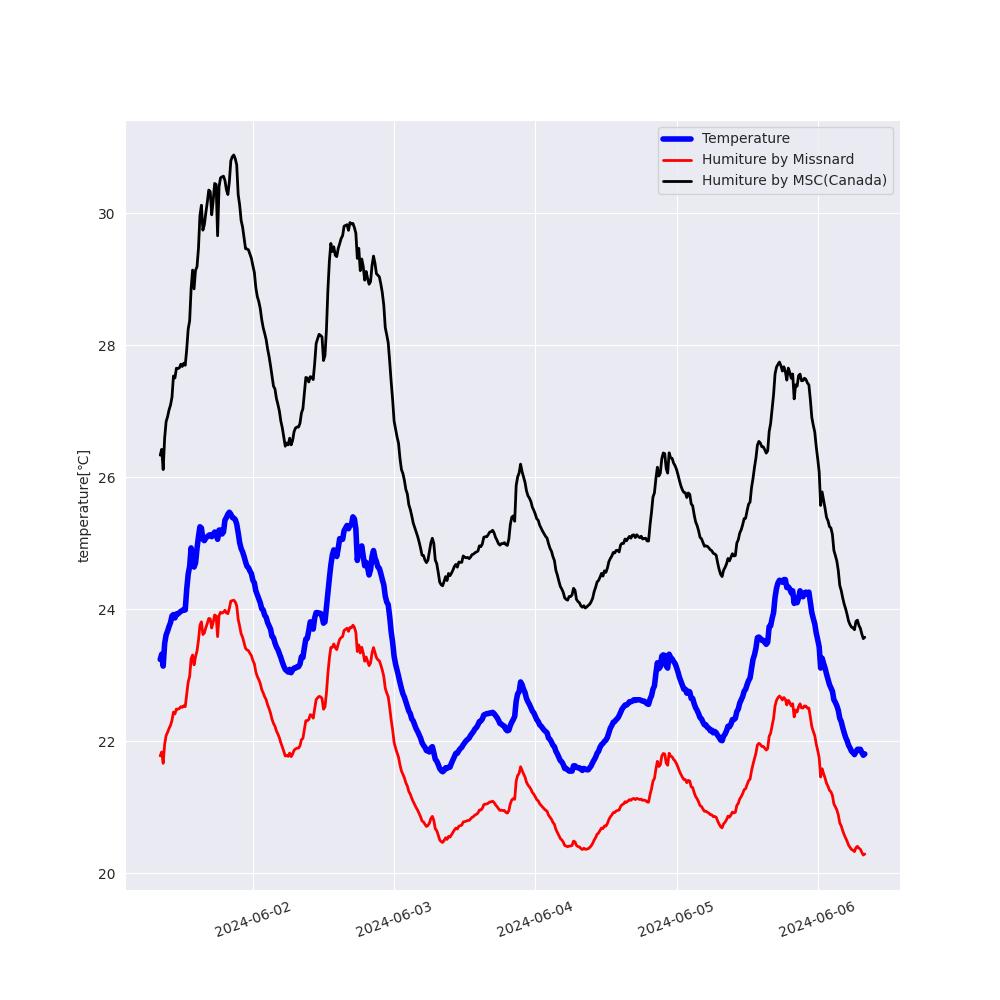 Temperature
Humiture by Missnard
Humiture by MSC(Canada)
30
28
26
24
22
20
temperature[℃]
2024-06-02
2024-06-03
2024-06-04
2024-06-05
2024-06-06